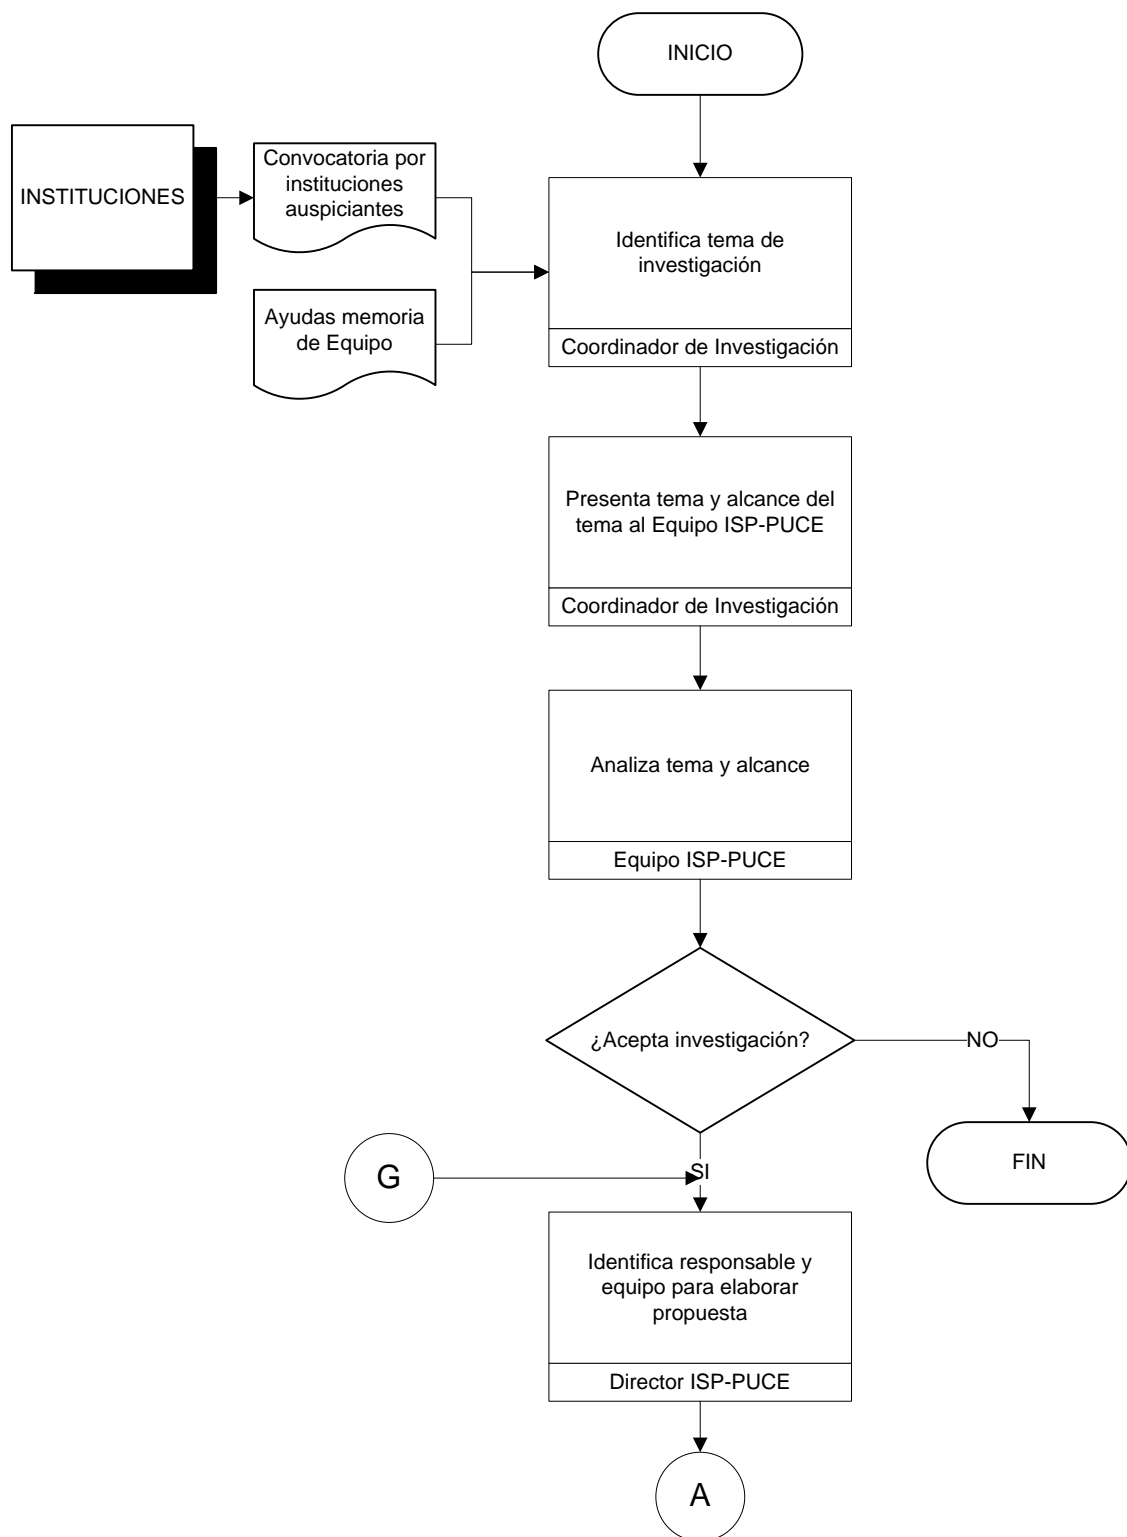 INICIO
INSTITUCIONES
Convocatoria por
instituciones
auspiciantes
Ayudas memoria
de Equipo
Identifica tema de
investigación
Coordinador de Investigación
Presenta tema y alcance del
tema al Equipo ISP-PUCE
Coordinador de Investigación
Analiza tema y alcance
Equipo ISP-PUCE
¿Acepta investigación?
NO
FIN
SI
G
Identifica responsable y
equipo para elaborar
propuesta
Director ISP-PUCE
A